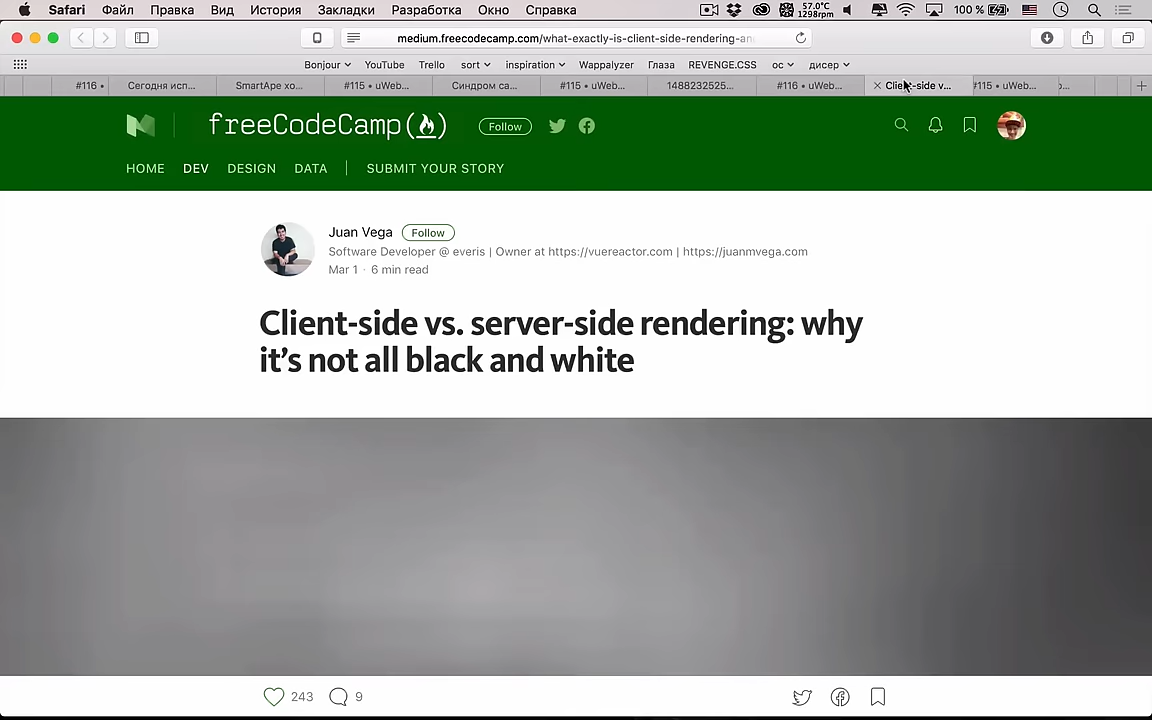 Safari Файл Правка Вид История Закладки Разработка Окно Справка 57.0°C 1298rpm 100 %
medium.freecodecamp.com/what-exactly-is-client-side-rendering-an
Bonjour YouTube Trello sort inspiration Wappalyzer Глаза REVENGE.CSS ос дисер
#116 • Сегодня исп... SmartApe хо... #115 • uWeb... Синдром са... #115 • uWeb... 1488232525... #116 • uWeb... Client-side v... #115 • uWeb...
freeCodeCamp Follow
HOME DEV DESIGN DATA SUBMIT YOUR STORY
Juan Vega Follow
Software Developer @ everis | Owner at https://vuereactor.com | https://juanmvega.com
Mar 1 · 6 min read
Client-side vs. server-side rendering: why
it's not all black and white
243 9